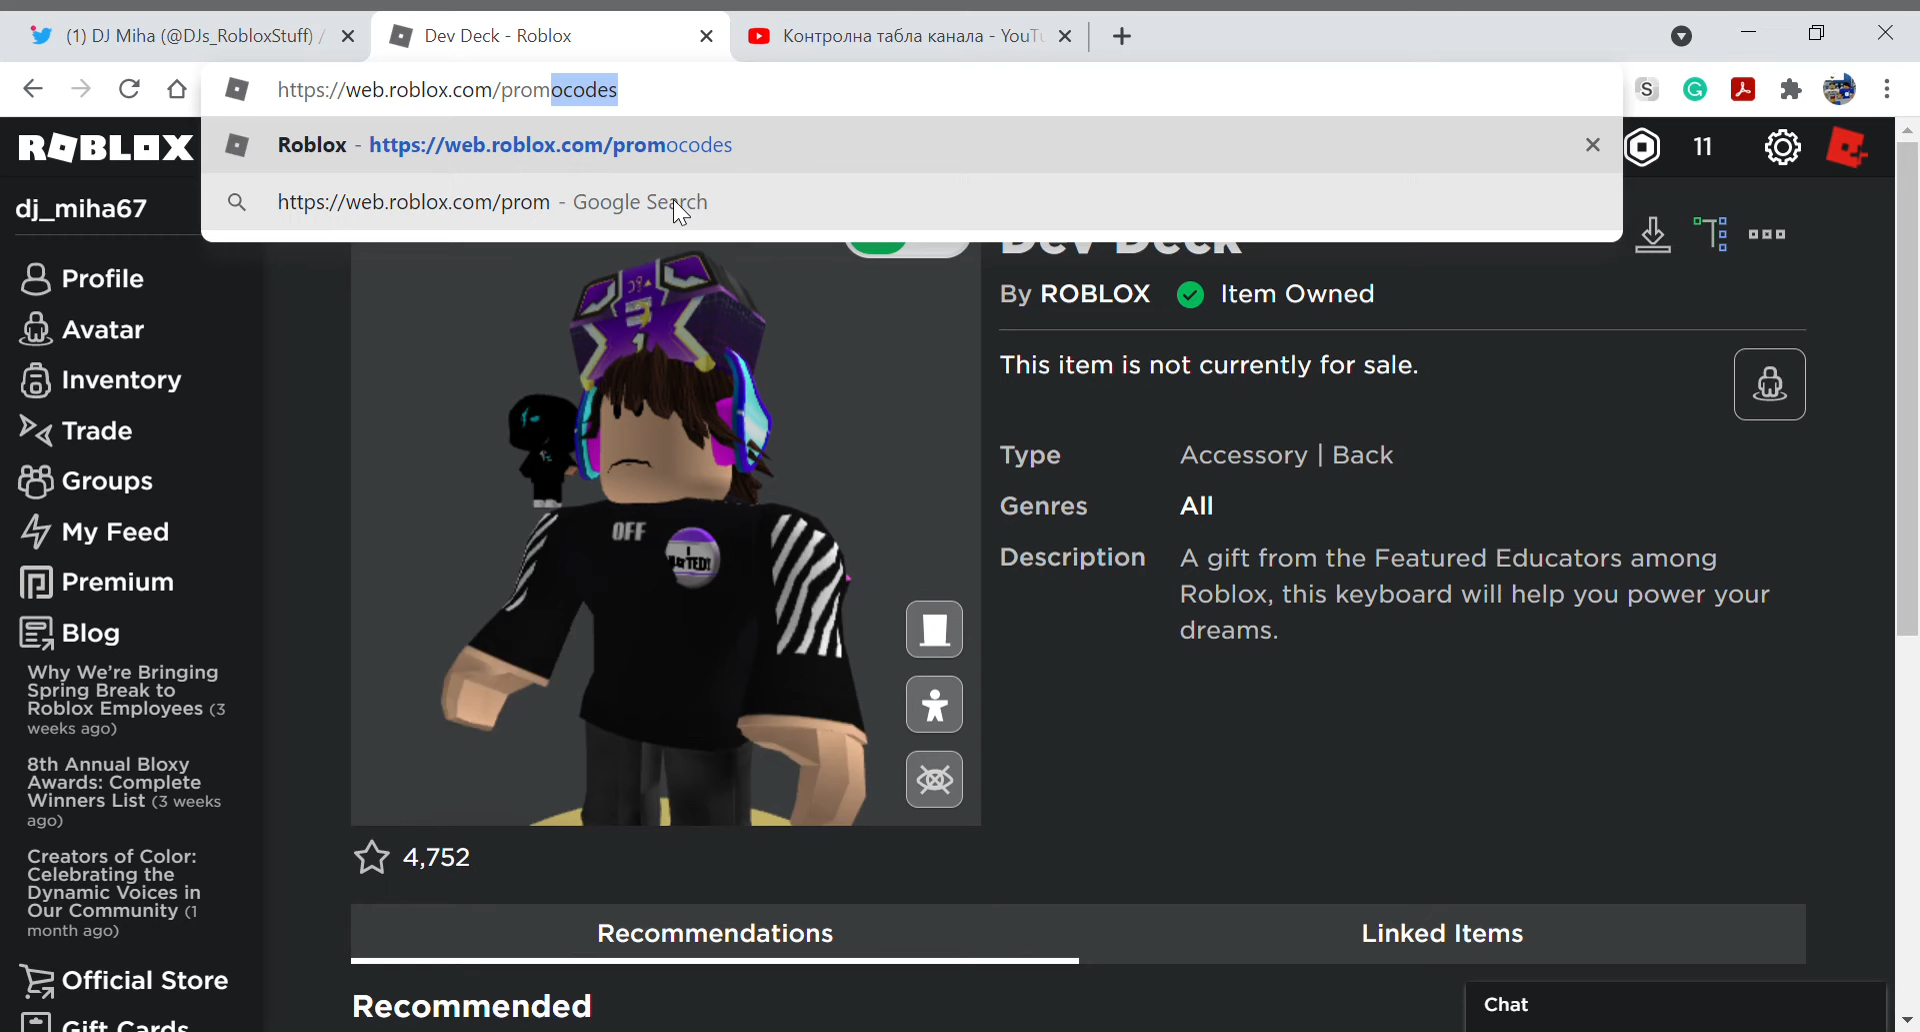 (1) DJ Miha (@DJs_RobloxStuff) /
Dev Deck - Roblox
Контролна табла канала - YouTu
https://web.roblox.com/promocodes
S
G
Roblox - https://web.roblox.com/promocodes
https://web.roblox.com/prom - Google Search
ROBLOX
11
dj_miha67
Dev Deck
By ROBLOX
Item Owned
This item is not currently for sale.
Type
Accessory | Back
Genres
All
Description
A gift from the Featured Educators among
Roblox, this keyboard will help you power your
dreams.
Profile
Avatar
Inventory
Trade
Groups
My Feed
Premium
Blog
Why We're Bringing
Spring Break to
Roblox Employees (3
weeks ago)
8th Annual Bloxy
Awards: Complete
Winners List (3 weeks
ago)
Creators of Color:
Celebrating the
Dynamic Voices in
Our Community (1
month ago)
Official Store
Gift Cards
OFF
I
4,752
Recommendations
Linked Items
Recommended
Chat